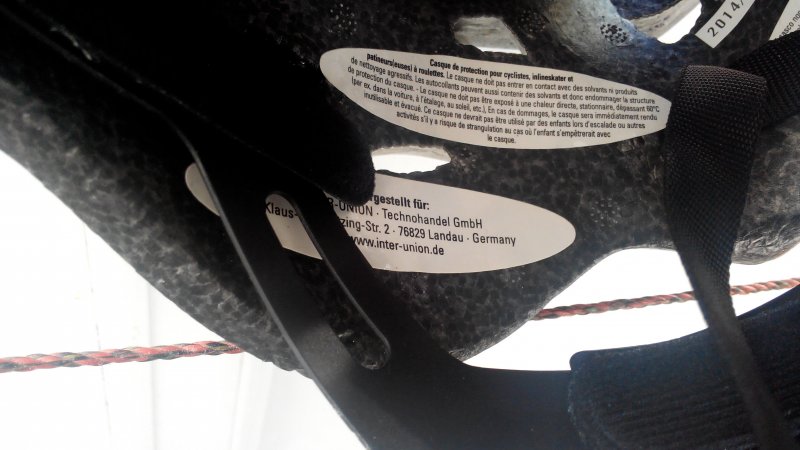 2014/
Casque de protection pour cyclistes, inlineskater et
patineurs(euses) à roulettes. Le casque ne doit pas entrer en contact avec des solvants ni produits
de nettoyage agressifs. Les autocollants peuvent aussi contenir des solvants et donc endommager la structure
de protection du casque. - Le casque ne doit pas être exposé à une chaleur directe, stationnaire, dépassant 60°C
(per ex. dans la voiture, à l'étalage, au soleil, etc.), En cas de dommages, le casque sera immédiatement rendu
inutilisable et évacué. Ce casque ne devrait pas être utilisé par des enfants lors d'escalade ou autres
activités s'il y a risque de strangulation au cas où l'enfant s'empêtrerait avec
le casque.
rgestellt für:
R-UNION · Technohandel GmbH
Klaus- zing-Str. 2 · 76829 Landau · Germany
www.inter-union.de